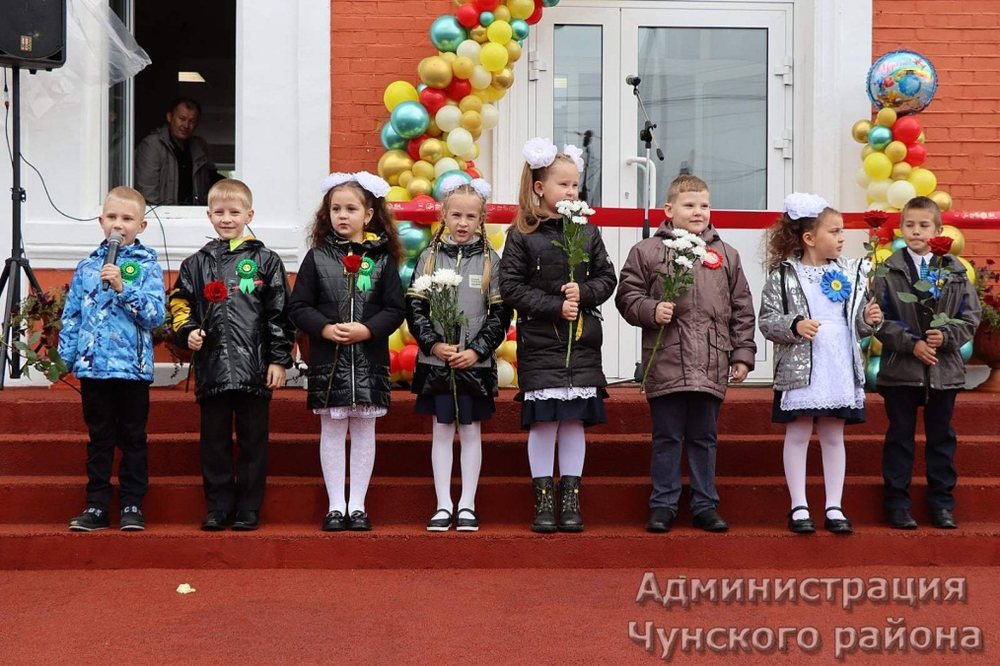 Администрация
Чунского района